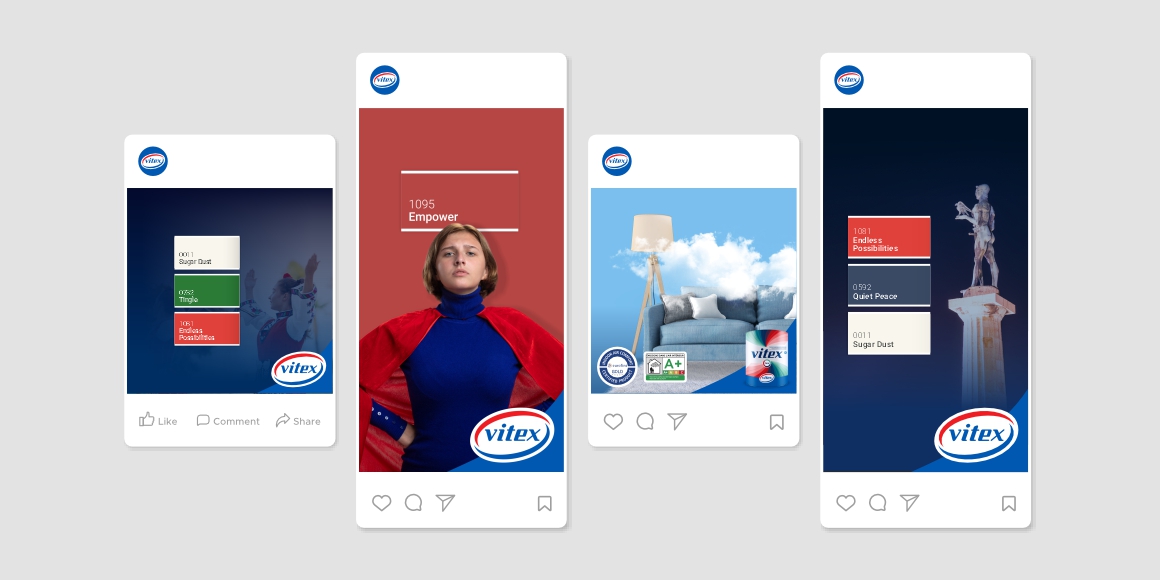 vitex
0011
Sugar Dust
0752
Tingle
1081
Endless
Possibilities
vitex
Like
Comment
Share
vitex
1095
Empower
vitex
vitex
A+
vitex
vitex
1081
Endless
Possibilities
0592
Quiet Peace
0011
Sugar Dust
vitex